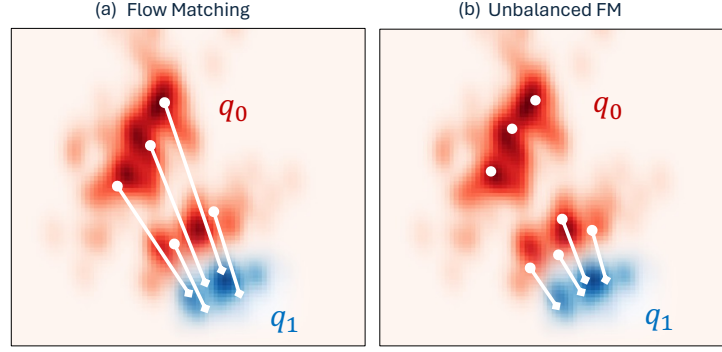 (a) Flow Matching
(b) Unbalanced FM
q₀
q₀
q₁
q₁